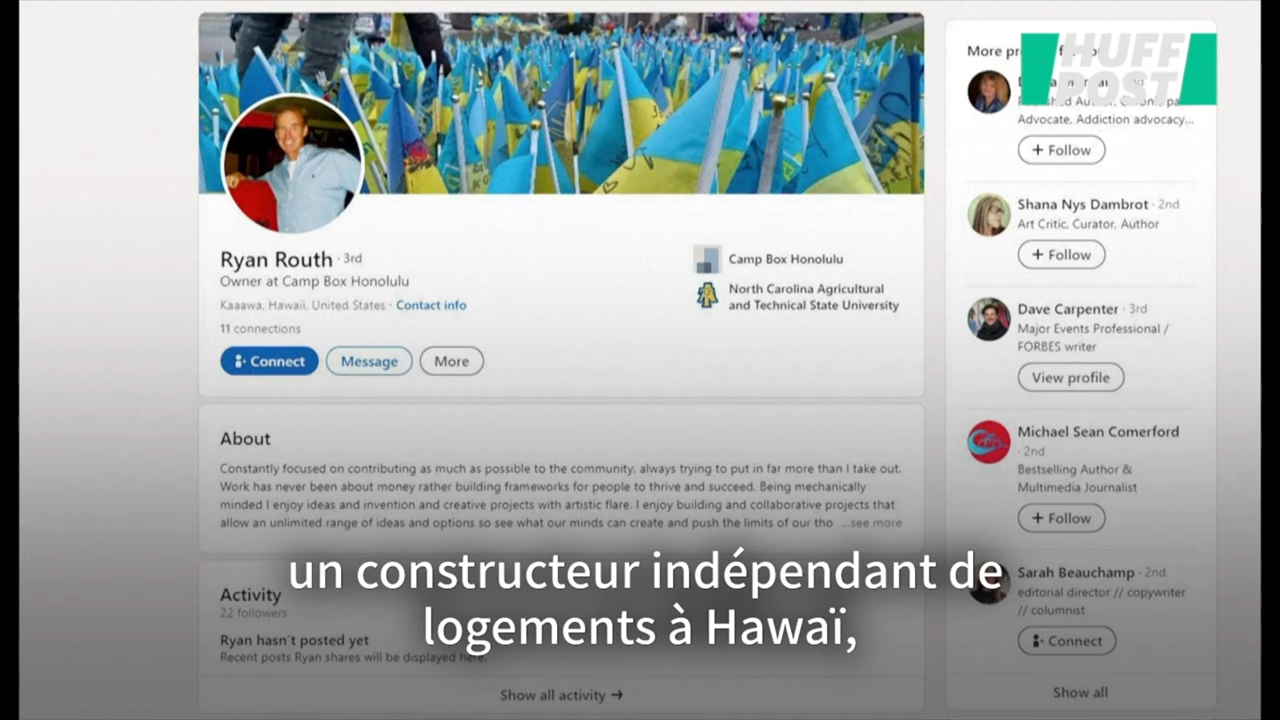 HUFF
POST
Ryan Routh · 3rd
Owner at Camp Box Honolulu
Kaaawa, Hawaii, United States · Contact info
11 connections
Connect
Message
More
Camp Box Honolulu
North Carolina Agricultural
and Technical State University
About
Constantly focused on contributing as much as possible to the community, always trying to put in far more than I take out.
Work has never been about money rather building frameworks for people to thrive and succeed. Being mechanically
minded I enjoy ideas and invention and creative projects with artistic flare. I enjoy building and collaborative projects that
allow an unlimited range of ideas and options so see what our minds can create and push the limits of our tho ...see more
Activity
22 followers
Ryan hasn't posted yet
Recent posts Ryan shares will be displayed here.
Show all activity →
un constructeur indépendant de
logements à Hawaï,
More
Advocate, Addiction advocacy...
+ Follow
Shana Nys Dambrot · 2nd
Art Critic, Curator, Author
+ Follow
Dave Carpenter · 3rd
Major Events Professional /
FORBES writer
View profile
Michael Sean Comerford
· 2nd
Bestselling Author &
Multimedia Journalist
+ Follow
Sarah Beauchamp · 2nd
editorial director // copywriter
// columnist
Connect
Show all